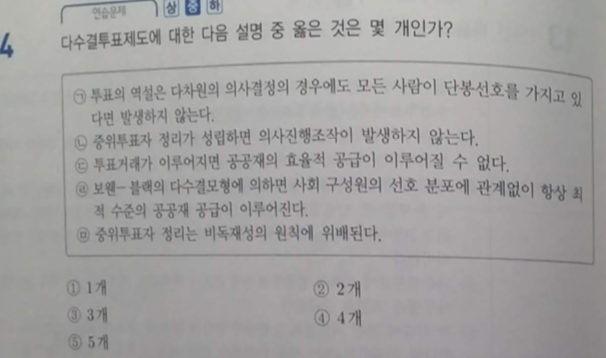 연습문제 상 중 하
4 다수결투표제도에 대한 다음 설명 중 옳은 것은 몇 개인가?
㉠ 투표의 역설은 다차원의 의사결정의 경우에도 모든 사람이 단봉선호를 가지고 있
다면 발생하지 않는다.
㉡ 중위투표자 정리가 성립하면 의사진행조작이 발생하지 않는다.
㉢ 투표거래가 이루어지면 공공재의 효율적 공급이 이루어질 수 없다.
㉣ 보웬-블랙의 다수결모형에 의하면 사회 구성원의 선호 분포에 관계없이 항상 최
적 수준의 공공재 공급이 이루어진다.
㉤ 중위투표자 정리는 비독재성의 원칙에 위배된다.
① 1개 ② 2개
③ 3개 ④ 4개
⑤ 5개